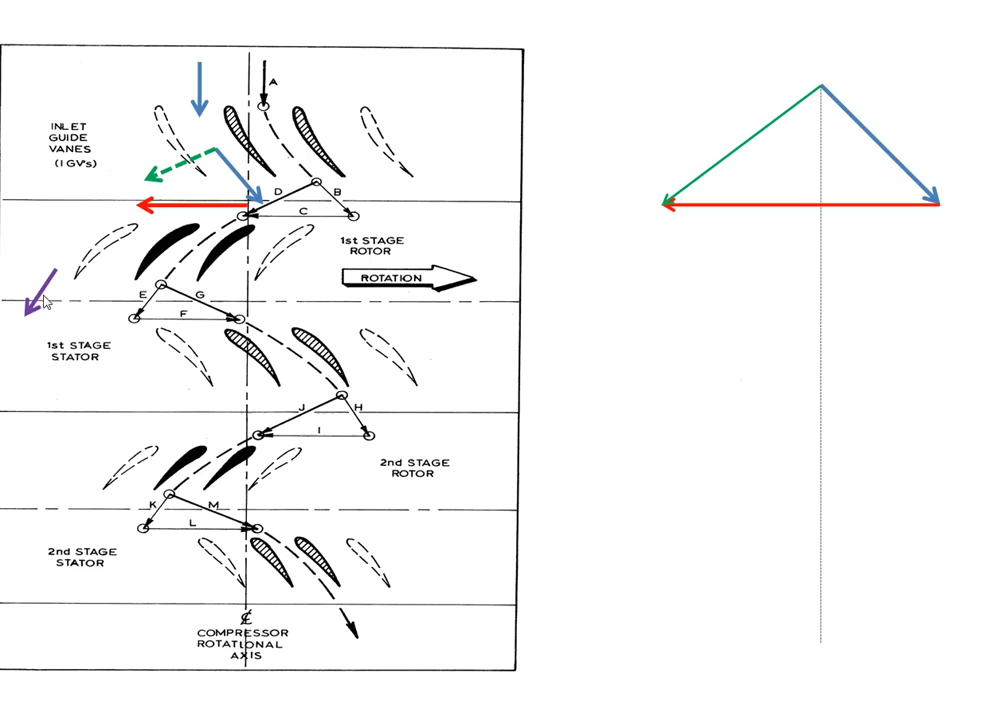 A
INLET
GUIDE
VANES
(IGV's)
D
B
C
1st STAGE
ROTOR
ROTATION
E
G
F
1st STAGE
STATOR
J
H
I
2nd STAGE
ROTOR
K
M
L
2nd STAGE
STATOR
℄
COMPRESSOR
ROTATIONAL
AXIS